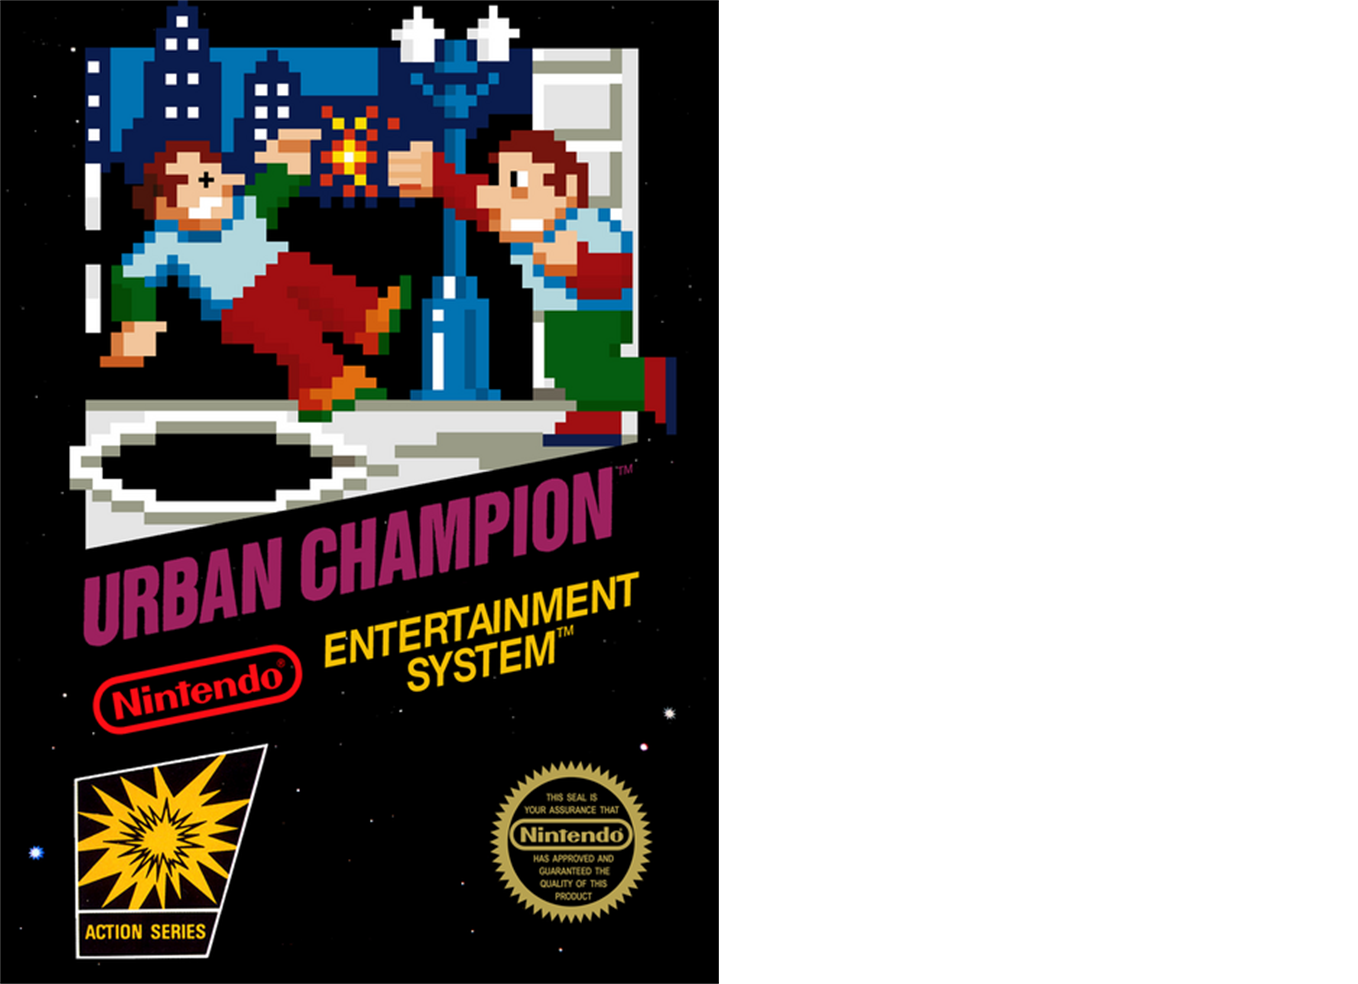 URBAN CHAMPION™
Nintendo®
ENTERTAINMENT
SYSTEM™
ACTION SERIES
THIS SEAL IS
YOUR ASSURANCE THAT
Nintendo®
HAS APPROVED AND
GUARANTEED THE
QUALITY OF THIS
PRODUCT